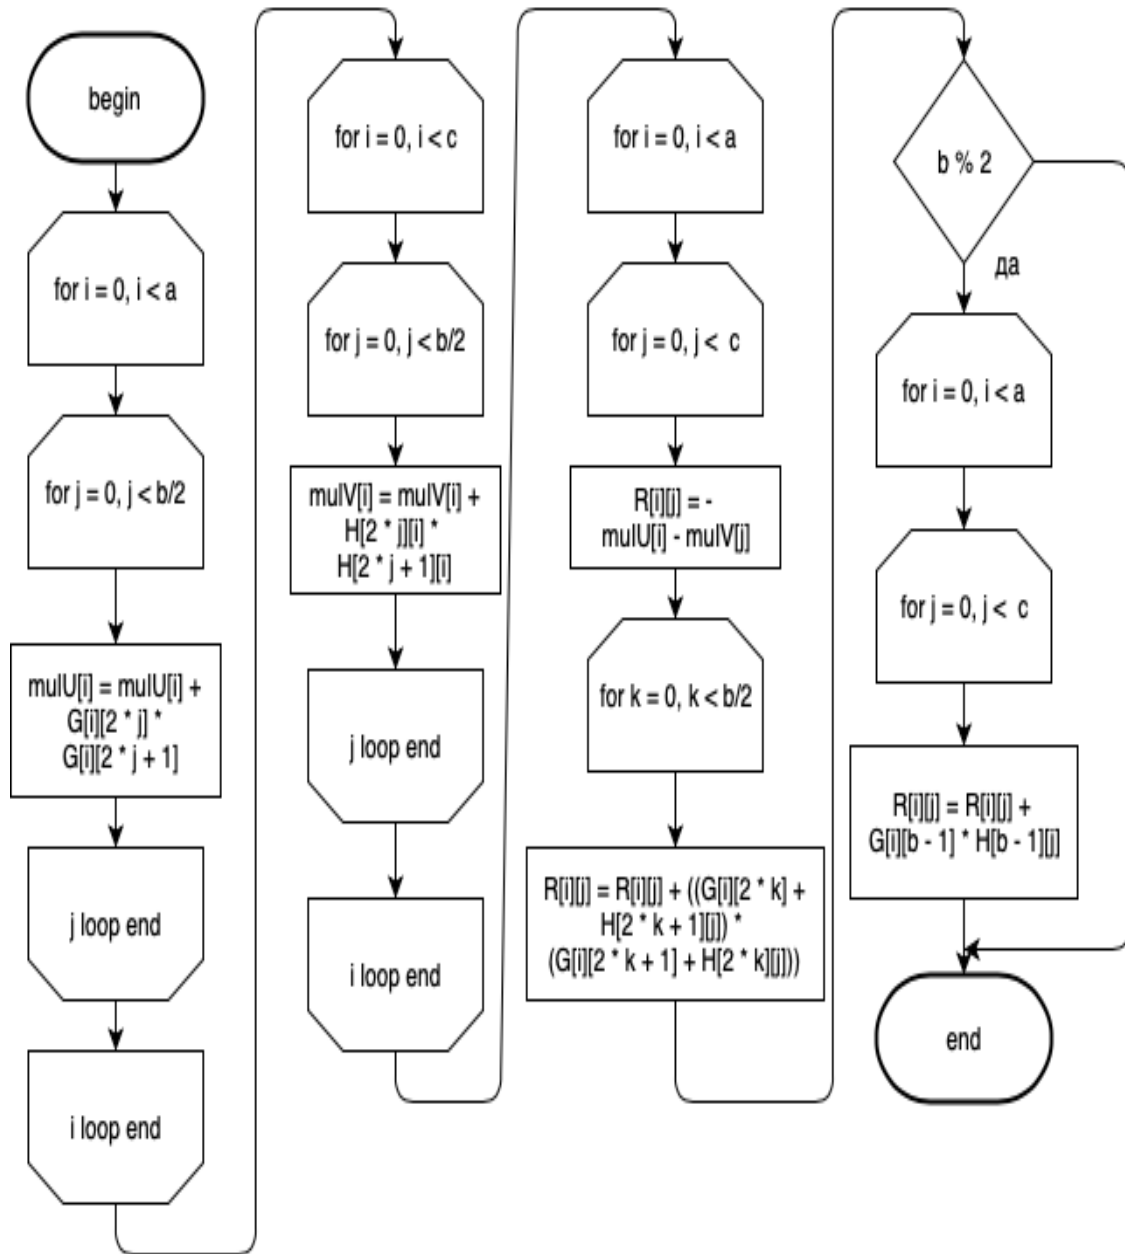 begin
for i = 0, i < a
for j = 0, j < b/2
mulU[i] = mulU[i] +
G[i][2 * j] *
G[i][2 * j + 1]
j loop end
i loop end
for i = 0, i < c
for j = 0, j < b/2
mulV[i] = mulV[i] +
H[2 * j][i] *
H[2 * j + 1][i]
j loop end
i loop end
for i = 0, i < a
for j = 0, j < c
R[i][j] = -
mulU[i] - mulV[j]
for k = 0, k < b/2
R[i][j] = R[i][j] + ((G[i][2 * k] +
H[2 * k + 1][j]) *
(G[i][2 * k + 1] + H[2 * k][j]))
b % 2
да
for i = 0, i < a
for j = 0, j < c
R[i][j] = R[i][j] +
G[i][b - 1] * H[b - 1][j]
end